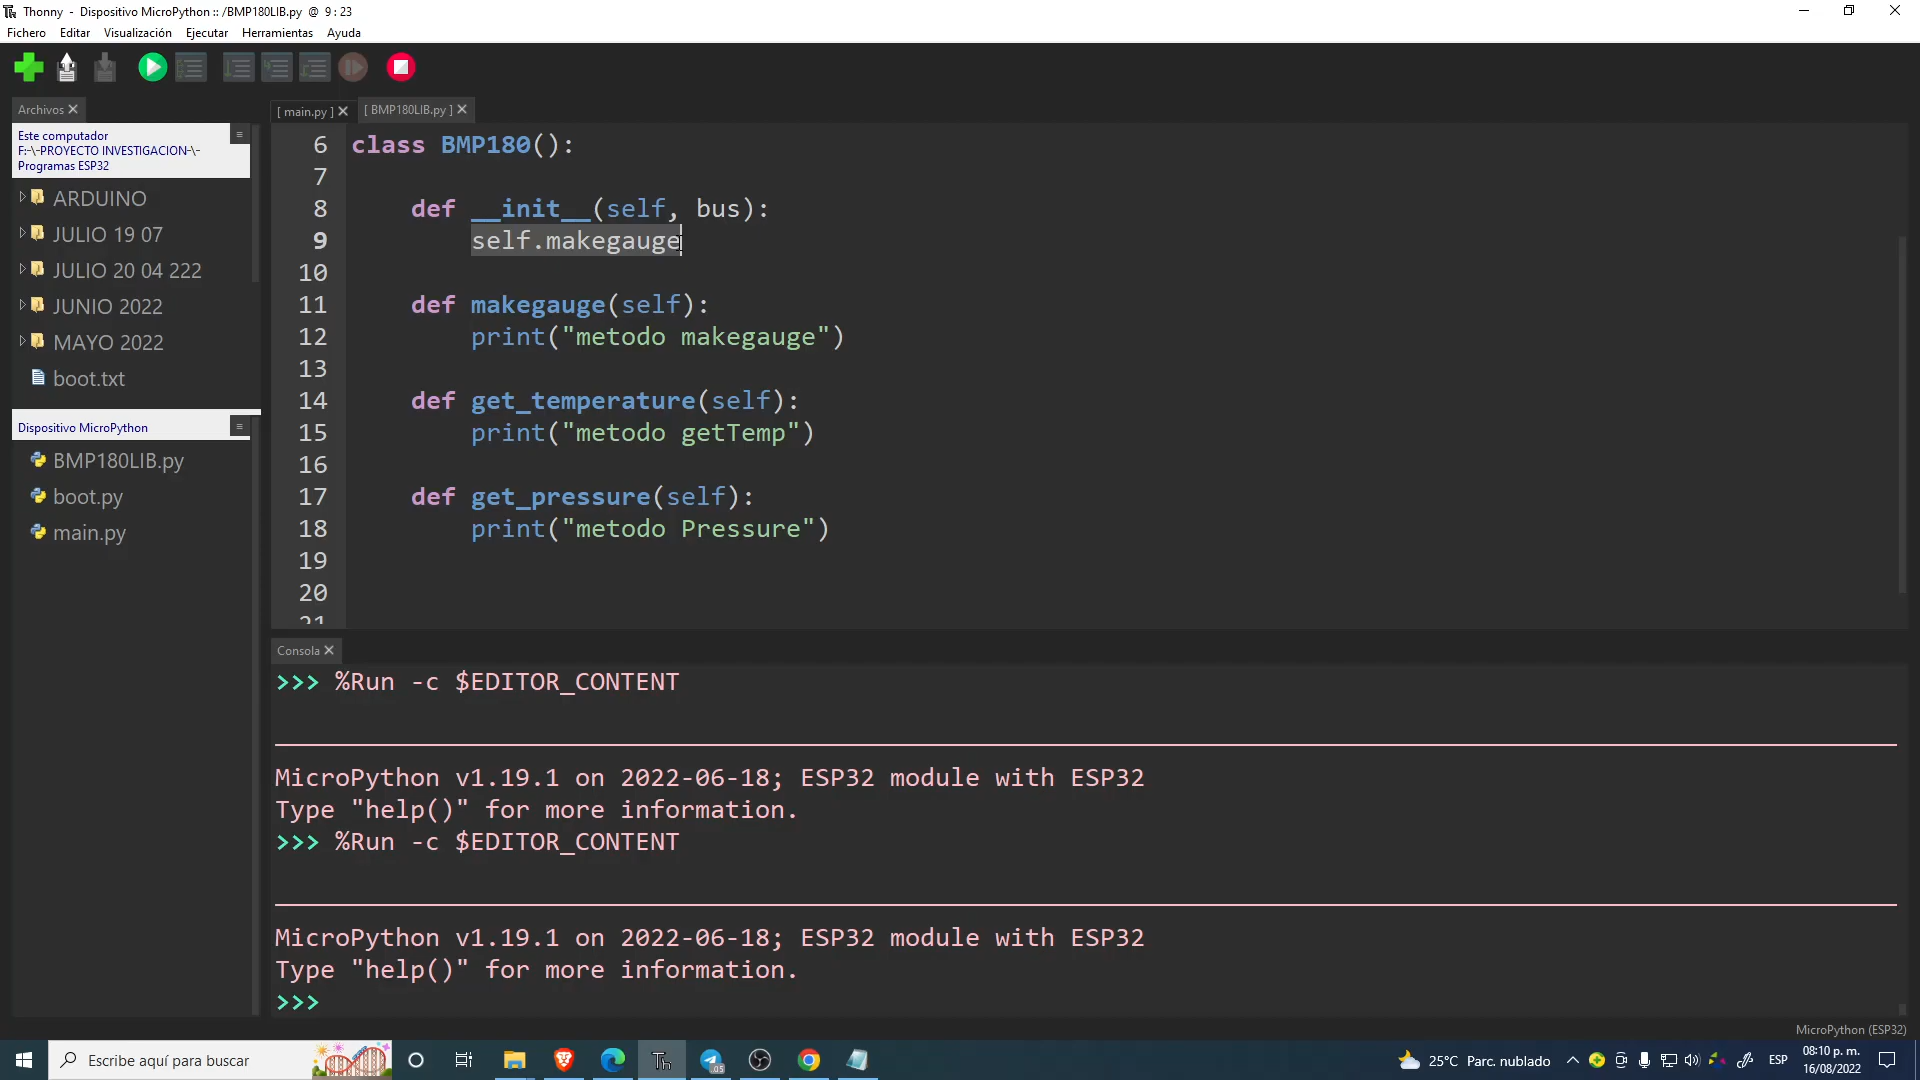 Thonny - Dispositivo MicroPython :: /BMP180LIB.py @ 9 : 23
Fichero Editar Visualización Ejecutar Herramientas Ayuda
Archivos
Este computador
F:-\-PROYECTO INVESTIGACION-\-
Programas ESP32
ARDUINO
JULIO 19 07
JULIO 20 04 222
JUNIO 2022
MAYO 2022
boot.txt
Dispositivo MicroPython
BMP180LIB.py
boot.py
main.py
[ main.py ] [ BMP180LIB.py ]
6 class BMP180():
7
8 def __init__(self, bus):
9 self.makegauge
10
11 def makegauge(self):
12 print("metodo makegauge")
13
14 def get_temperature(self):
15 print("metodo getTemp")
16
17 def get_pressure(self):
18 print("metodo Pressure")
19
20
21
Consola
>>> %Run -c $EDITOR_CONTENT
MicroPython v1.19.1 on 2022-06-18; ESP32 module with ESP32
Type "help()" for more information.
>>> %Run -c $EDITOR_CONTENT
MicroPython v1.19.1 on 2022-06-18; ESP32 module with ESP32
Type "help()" for more information.
>>>
MicroPython (ESP32)
Escribe aquí para buscar
25°C Parc. nublado
ESP
08:10 p. m.
16/08/2022